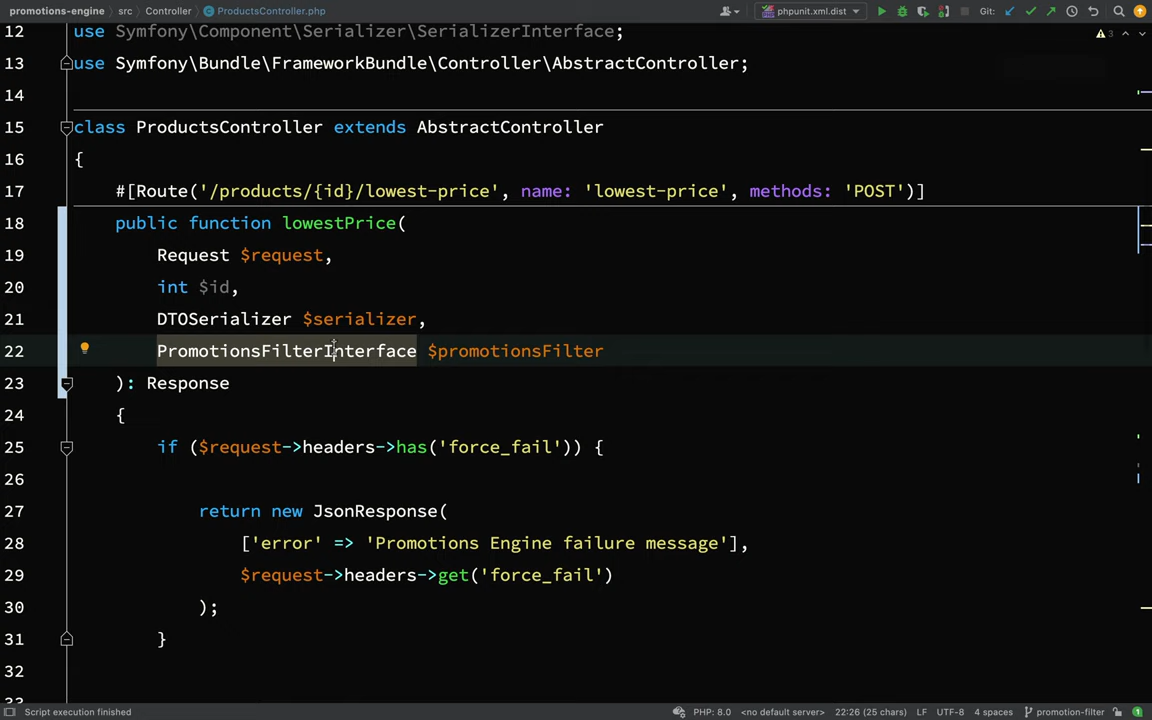 promotions-engine src Controller ProductsController.php phpunit.xml.dist Git:
12 use Symfony\Component\Serializer\SerializerInterface; 3
13 use Symfony\Bundle\FrameworkBundle\Controller\AbstractController;
14
15 class ProductsController extends AbstractController
16 {
17 #[Route('/products/{id}/lowest-price', name: 'lowest-price', methods: 'POST')]
18 public function lowestPrice(
19 Request $request,
20 int $id,
21 DTOSerializer $serializer,
22 PromotionsFilterInterface $promotionsFilter
23 ): Response
24 {
25 if ($request->headers->has('force_fail')) {
26
27 return new JsonResponse(
28 ['error' => 'Promotions Engine failure message'],
29 $request->headers->get('force_fail')
30 );
31 }
32
33
Script execution finished PHP: 8.0 <no default server> 22:26 (25 chars) LF UTF-8 4 spaces promotion-filter 1